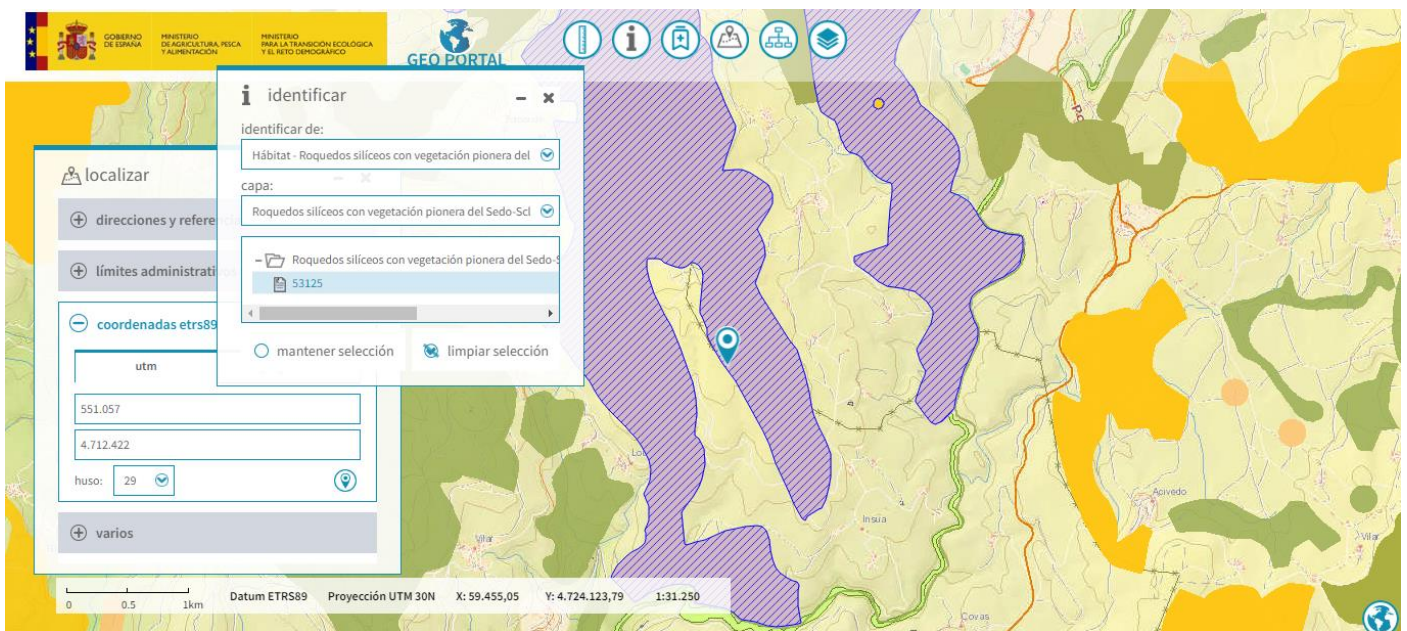 GOBIERNO
DE ESPAÑA
MINISTERIO
DE AGRICULTURA, PESCA
Y ALIMENTACIÓN
MINISTERIO
PARA LA TRANSICIÓN ECOLÓGICA
Y EL RETO DEMOGRÁFICO
GEO PORTAL
i identificar
identificar de:
Hábitat - Roquedos silíceos con vegetación pionera del
capa:
Roquedos silíceos con vegetación pionera del Sedo-Scl
Roquedos silíceos con vegetación pionera del Sedo-S
53125
mantener selección
limpiar selección
localizar
direcciones y refere
límites administrati
coordenadas etrs89
utm
551.057
4.712.422
huso: 29
varios
Insua
Acivedo
Vilar
Vilar
Covas
0 0.5 1km
Datum ETRS89 Proyección UTM 30N X: 59.455,05 Y: 4.724.123,79 1:31.250